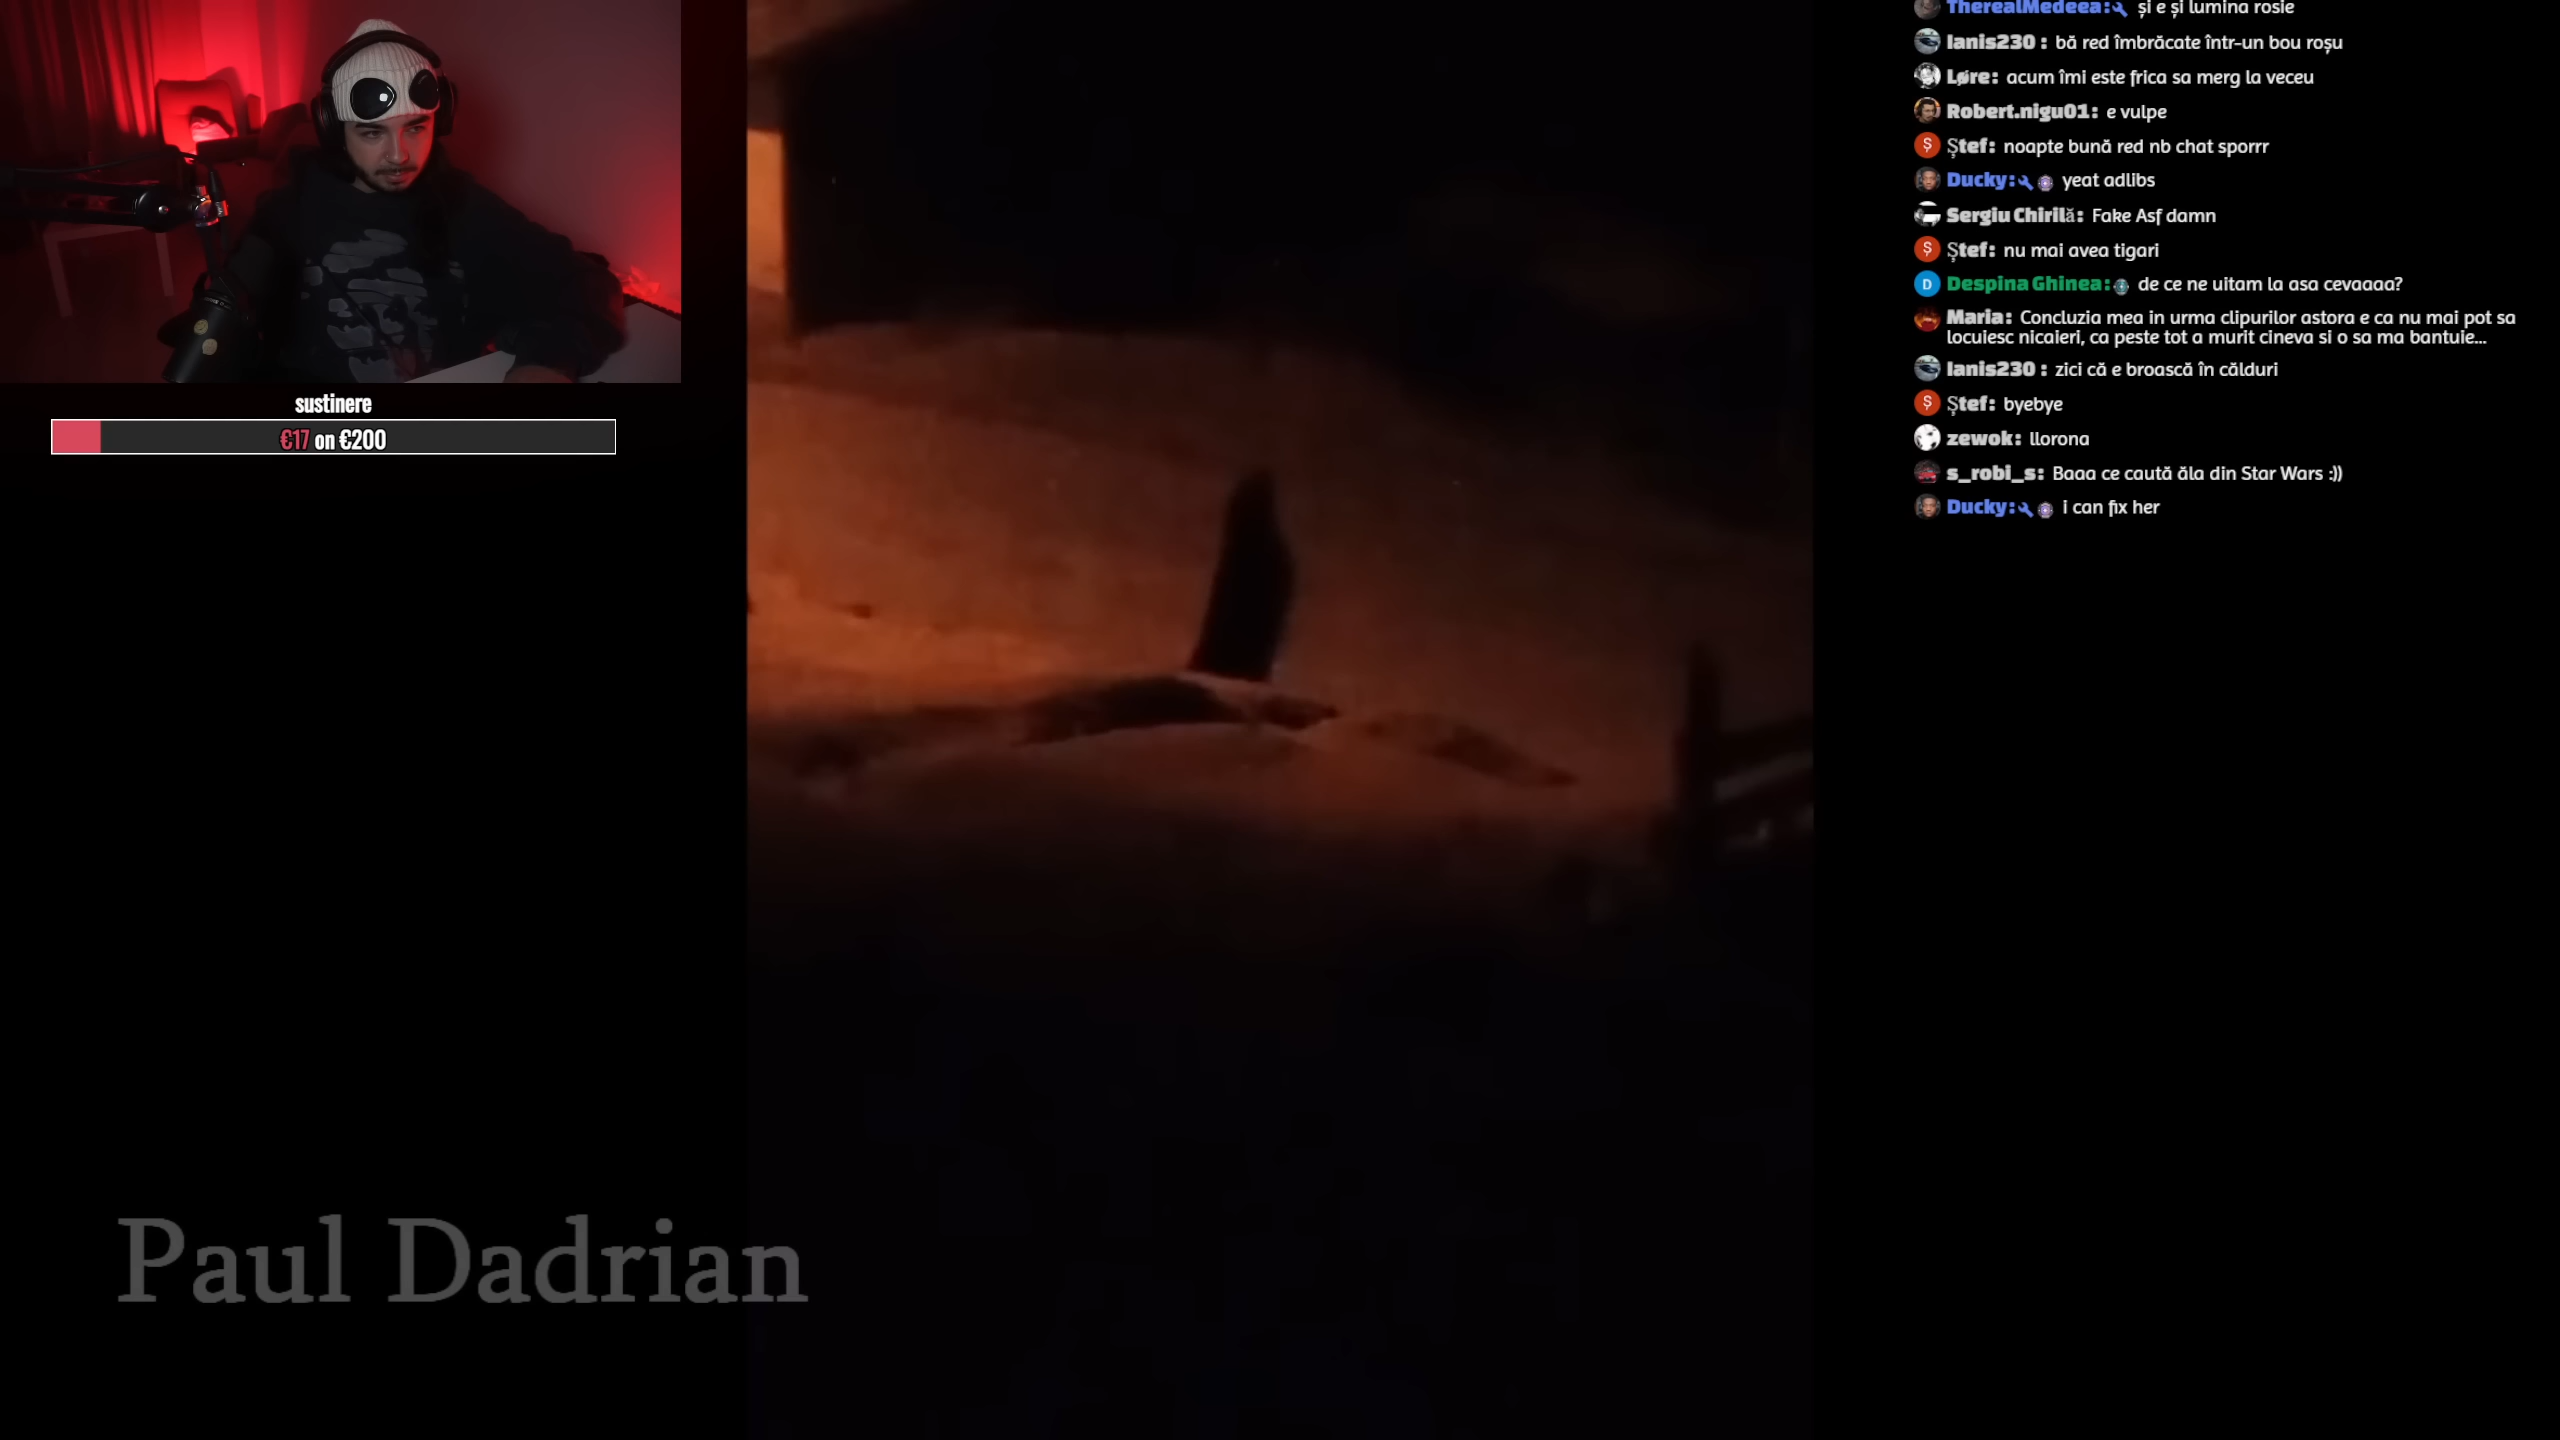 sustinere
€17 on €200
Paul Dadrian
TherealMedeea: și e și lumina rosie
Ianis230 : bă red îmbrăcate într-un bou roșu
Løre: acum îmi este frica sa merg la veceu
Robert.nigu01: e vulpe
Ș Ștef: noapte bună red nb chat sporrr
Ducky: yeat adlibs
Sergiu Chirilă: Fake Asf damn
Ș Ștef: nu mai avea tigari
D Despina Ghinea: de ce ne uitam la asa cevaaaa?
Maria: Concluzia mea in urma clipurilor astora e ca nu mai pot sa
locuiesc nicaieri, ca peste tot a murit cineva si o sa ma bantuie...
Ianis230 : zici că e broască în călduri
Ș Ștef: byebye
zewok: llorona
s_robi_s: Baaa ce caută ăla din Star Wars :))
Ducky: i can fix her